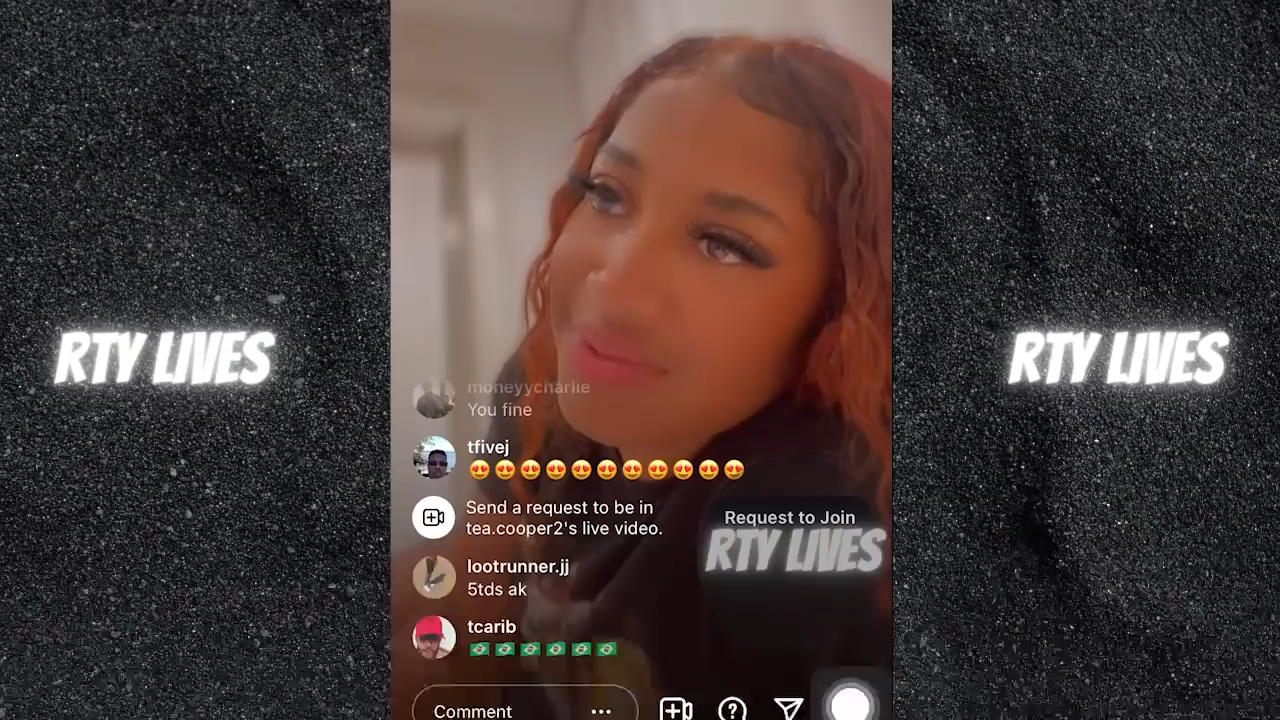 RTY LIVES
RTY LIVES
moneyycharlie
You fine
tfivej
Send a request to be in
tea.cooper2's live video.
Request to Join
RTY LIVES
lootrunner.jj
5tds ak
tcarib
Comment